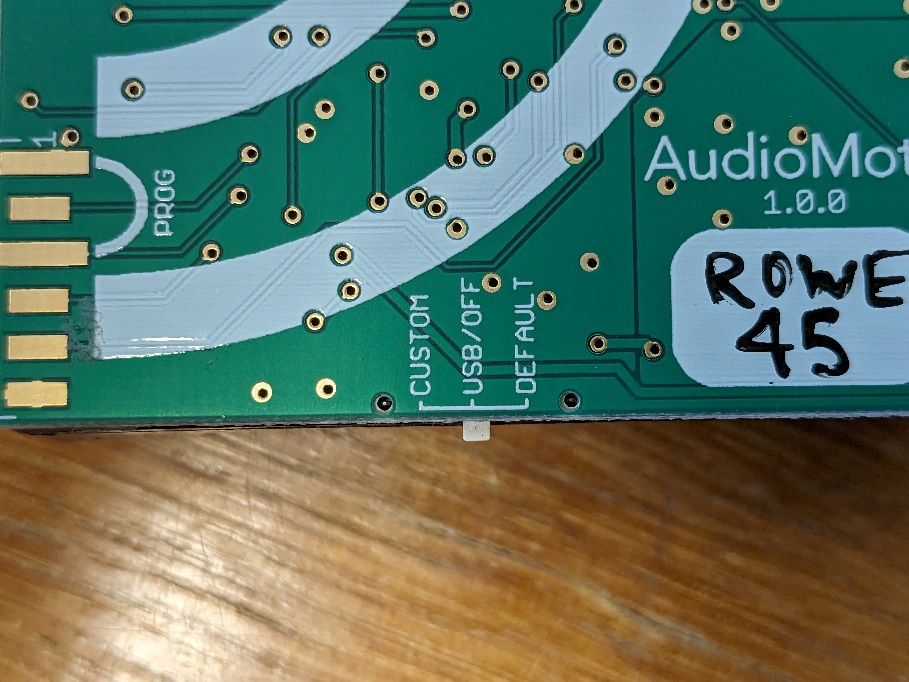 1
PROG
AudioMot
1.0.0
ROWE
45
CUSTOM
USB/OFF
DEFAULT